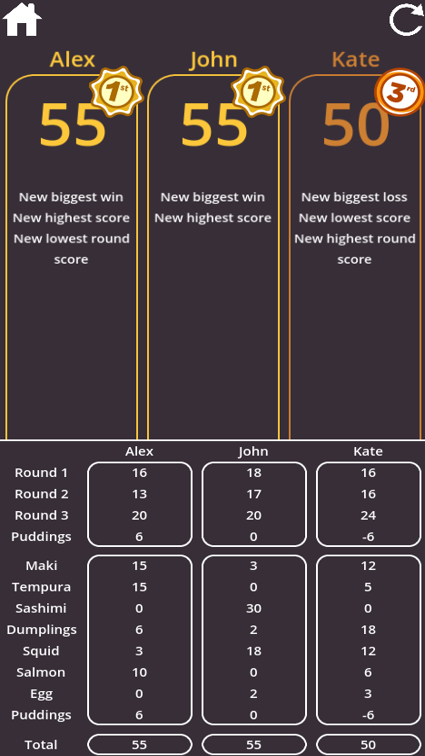 Alex John Kate
55 1st 55 1st 50 3rd
New biggest win New biggest win New biggest loss
New highest score New highest score New lowest score
New lowest round New highest round
score score
Alex John Kate
Round 1 16 18 16
Round 2 13 17 16
Round 3 20 20 24
Puddings 6 0 -6
Maki 15 3 12
Tempura 15 0 5
Sashimi 0 30 0
Dumplings 6 2 18
Squid 3 18 12
Salmon 10 0 6
Egg 0 2 3
Puddings 6 0 -6
Total 55 55 50